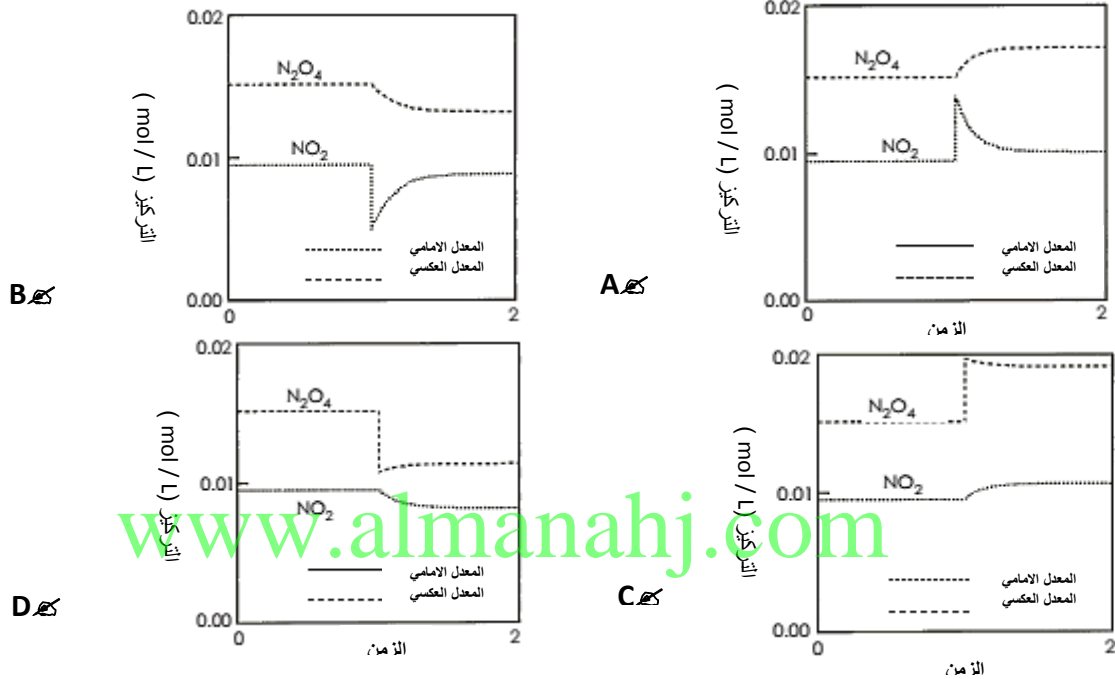 0.02
N₂O₄
0.01
NO₂
التركيز ( mol / L )
المعدل الامامي
المعدل العكسي
A
0.00
0
2
الزمن
0.02
N₂O₄
0.01
NO₂
التركيز ( mol / L )
المعدل الامامي
المعدل العكسي
B
0.00
0
2
0.02
N₂O₄
NO₂
0.01
التركيز ( mol / L )
المعدل الامامي
المعدل العكسي
C
0.00
0
2
الزمن
0.02
N₂O₄
0.01
NO₂
التركيز ( mol / L )
المعدل الامامي
المعدل العكسي
D
0.00
0
2
الزمن
www.almanahj.com